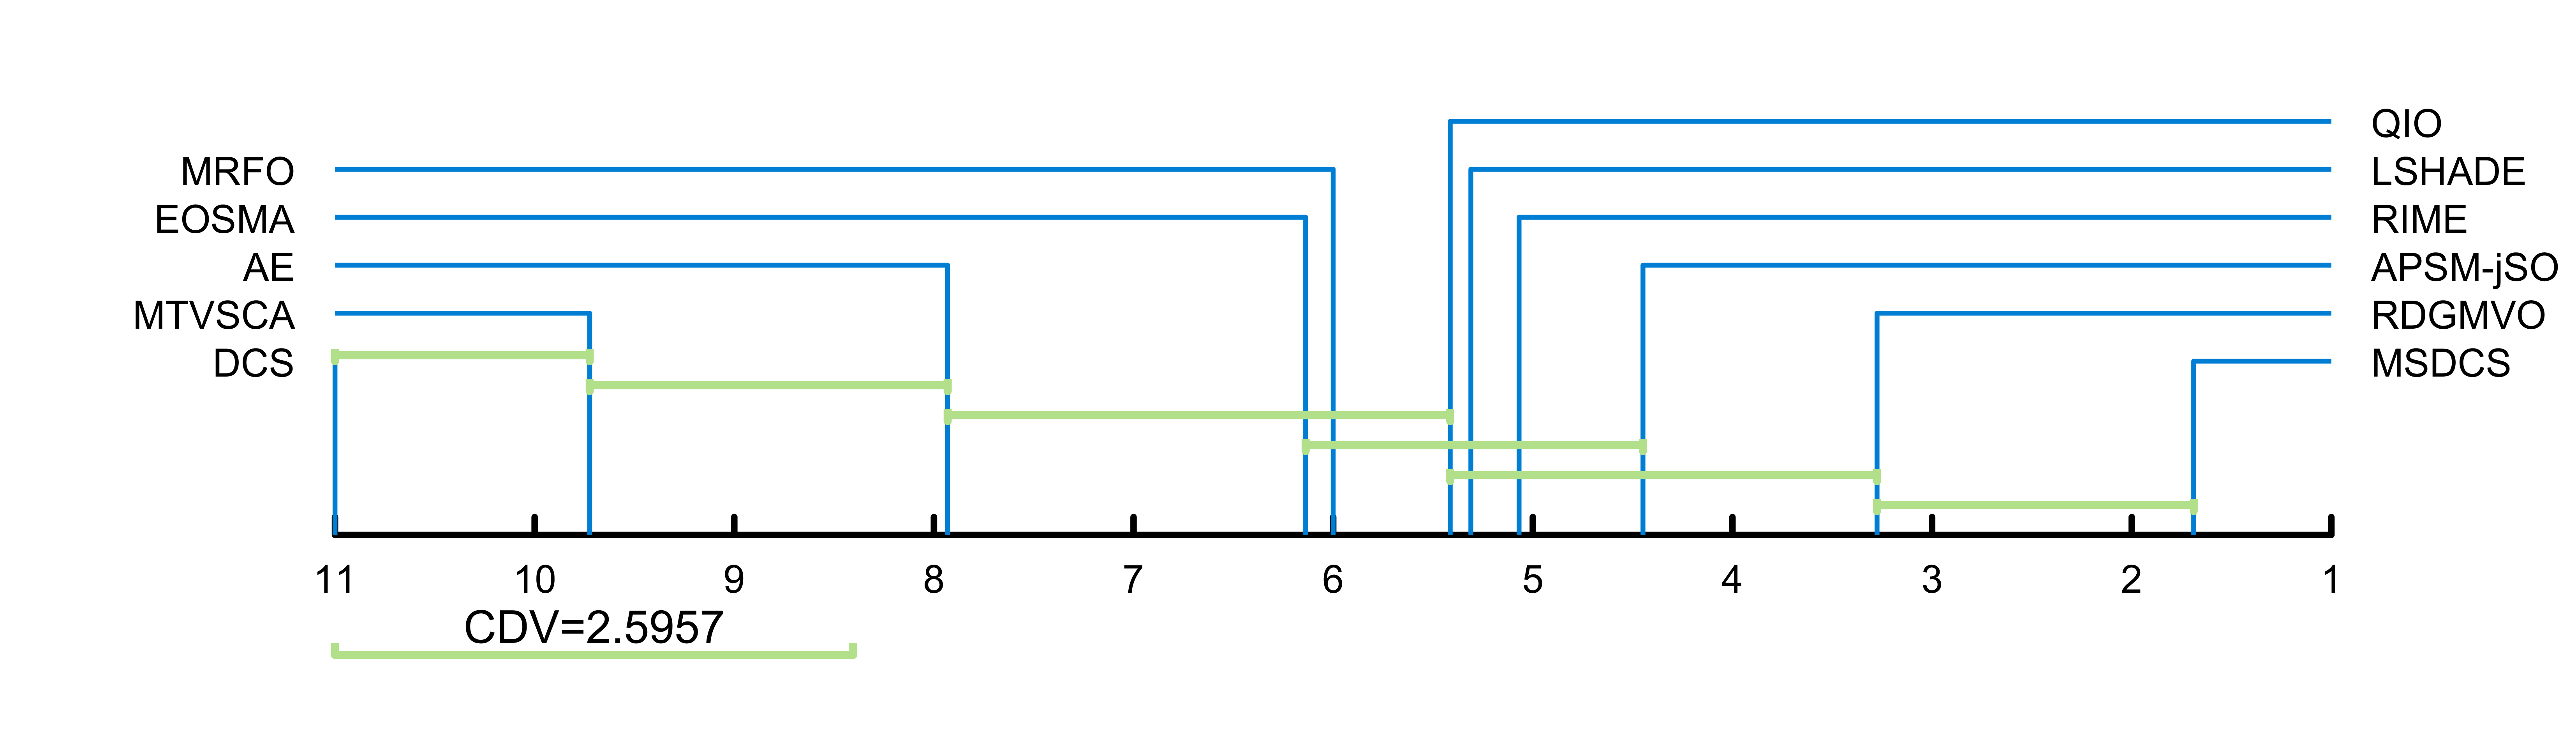 QIO
MRFO
LSHADE
EOSMA
RIME
AE
APSM-jSO
MTVSCA
RDGMVO
DCS
MSDCS
11 10 9 8 7 6 5 4 3 2 1
CDV=2.5957